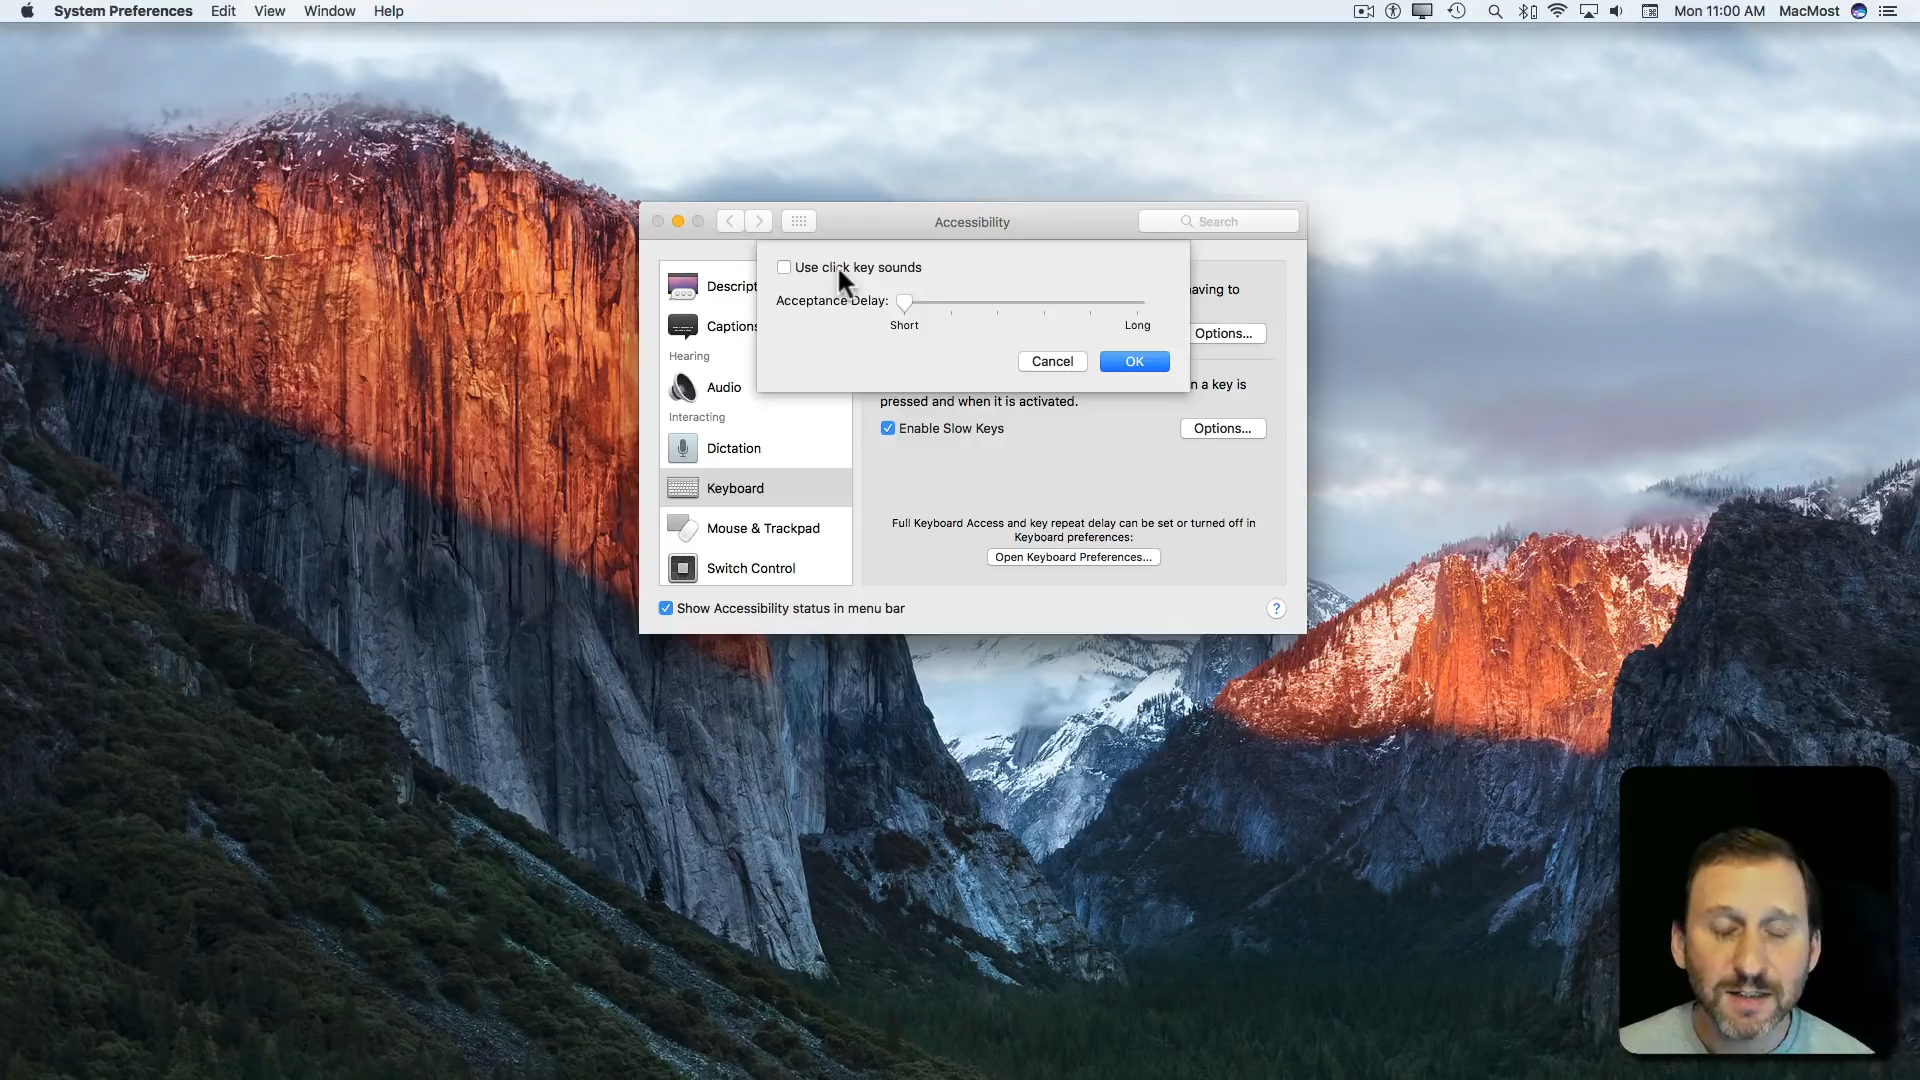 System Preferences Edit View Window Help Mon 11:00 AM MacMost
Accessibility Search
Use click key sounds
Acceptance Delay:
Short Long
Cancel OK
Descript
Captions
Hearing
Audio
Interacting
Dictation
Keyboard
Mouse & Trackpad
Switch Control
aving to
Options...
n a key is
pressed and when it is activated.
Enable Slow Keys Options...
Full Keyboard Access and key repeat delay can be set or turned off in
Keyboard preferences:
Open Keyboard Preferences...
Show Accessibility status in menu bar ?